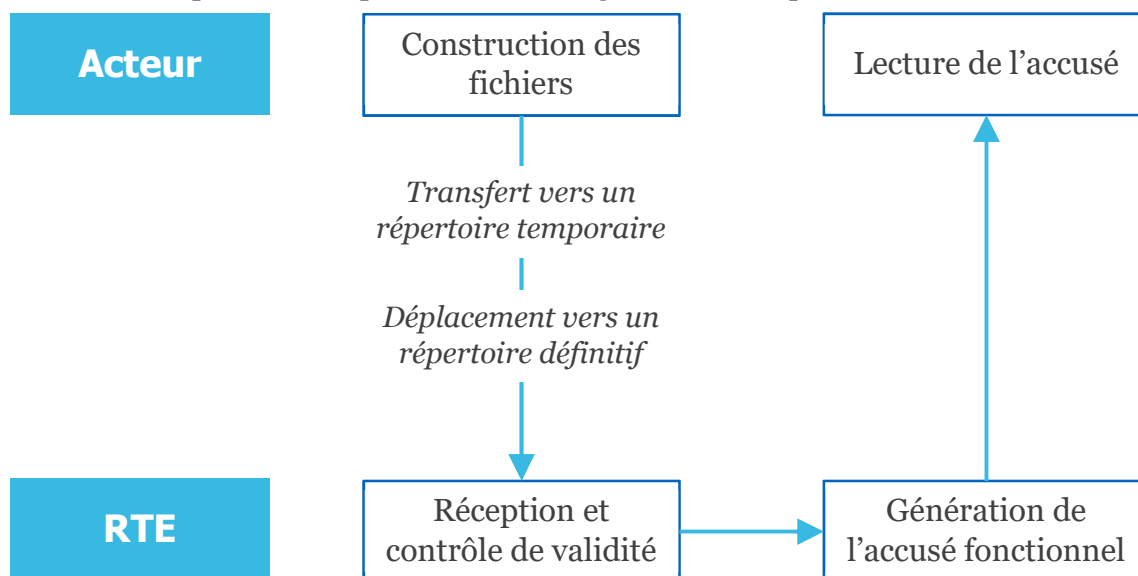 Acteur
Construction des
fichiers
Lecture de l’accusé
Transfert vers un
répertoire temporaire
Déplacement vers un
répertoire définitif
RTE
Réception et
contrôle de validité
Génération de
l’accusé fonctionnel